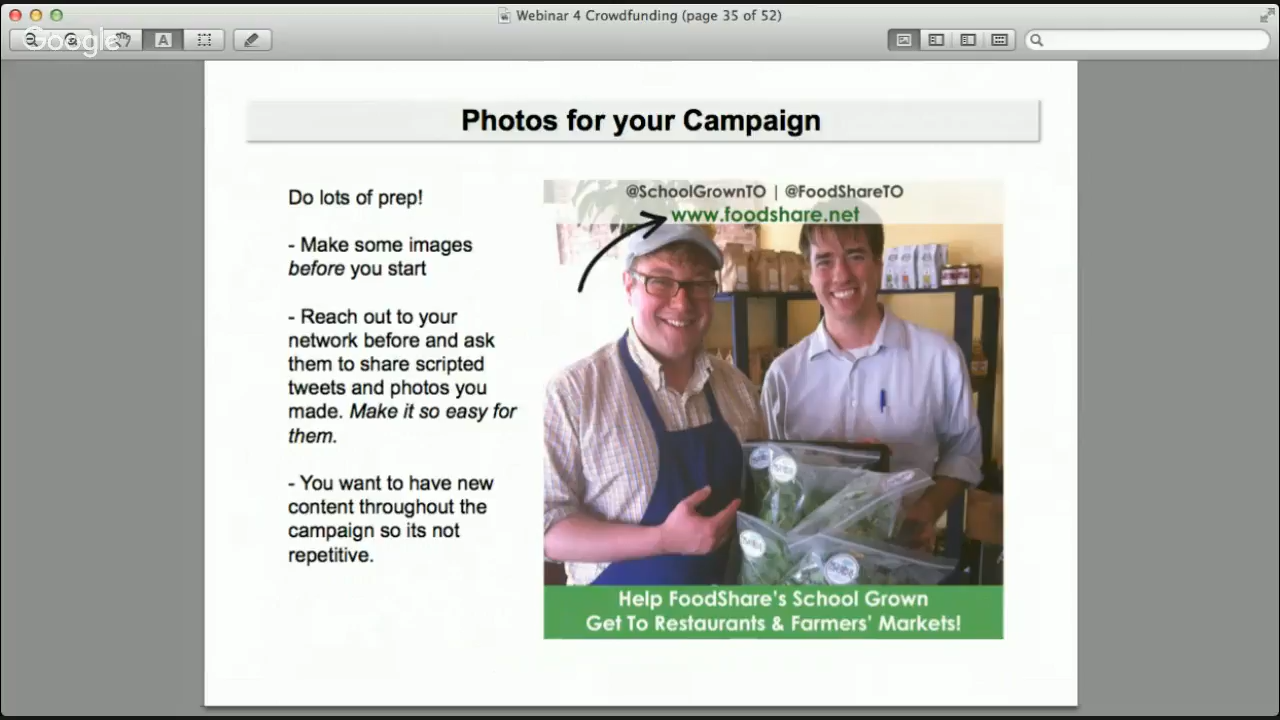 Webinar 4 Crowdfunding (page 35 of 52)
Google
A
Photos for your Campaign
Do lots of prep!
- Make some images
before you start
- Reach out to your
network before and ask
them to share scripted
tweets and photos you
made. Make it so easy for
them.
- You want to have new
content throughout the
campaign so its not
repetitive.
@SchoolGrownTO | @FoodShareTO
www.foodshare.net
Help FoodShare's School Grown
Get To Restaurants & Farmers' Markets!